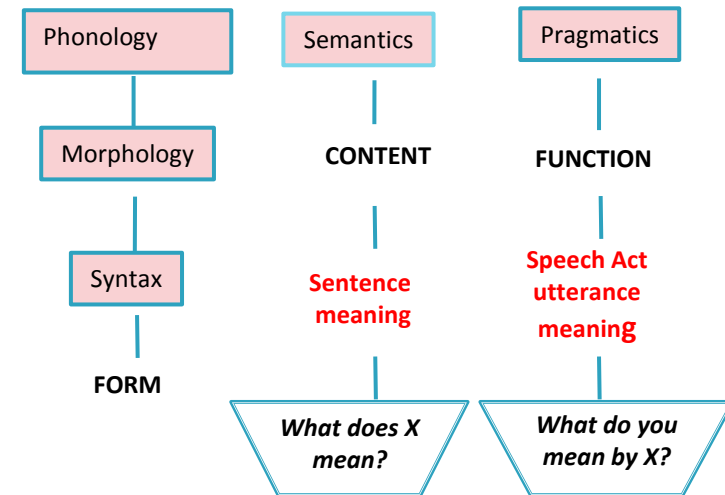 Phonology
Morphology
Syntax
FORM
Semantics
CONTENT
Sentence
meaning
What does X
mean?
Pragmatics
FUNCTION
Speech Act
utterance
meaning
What do you
mean by X?